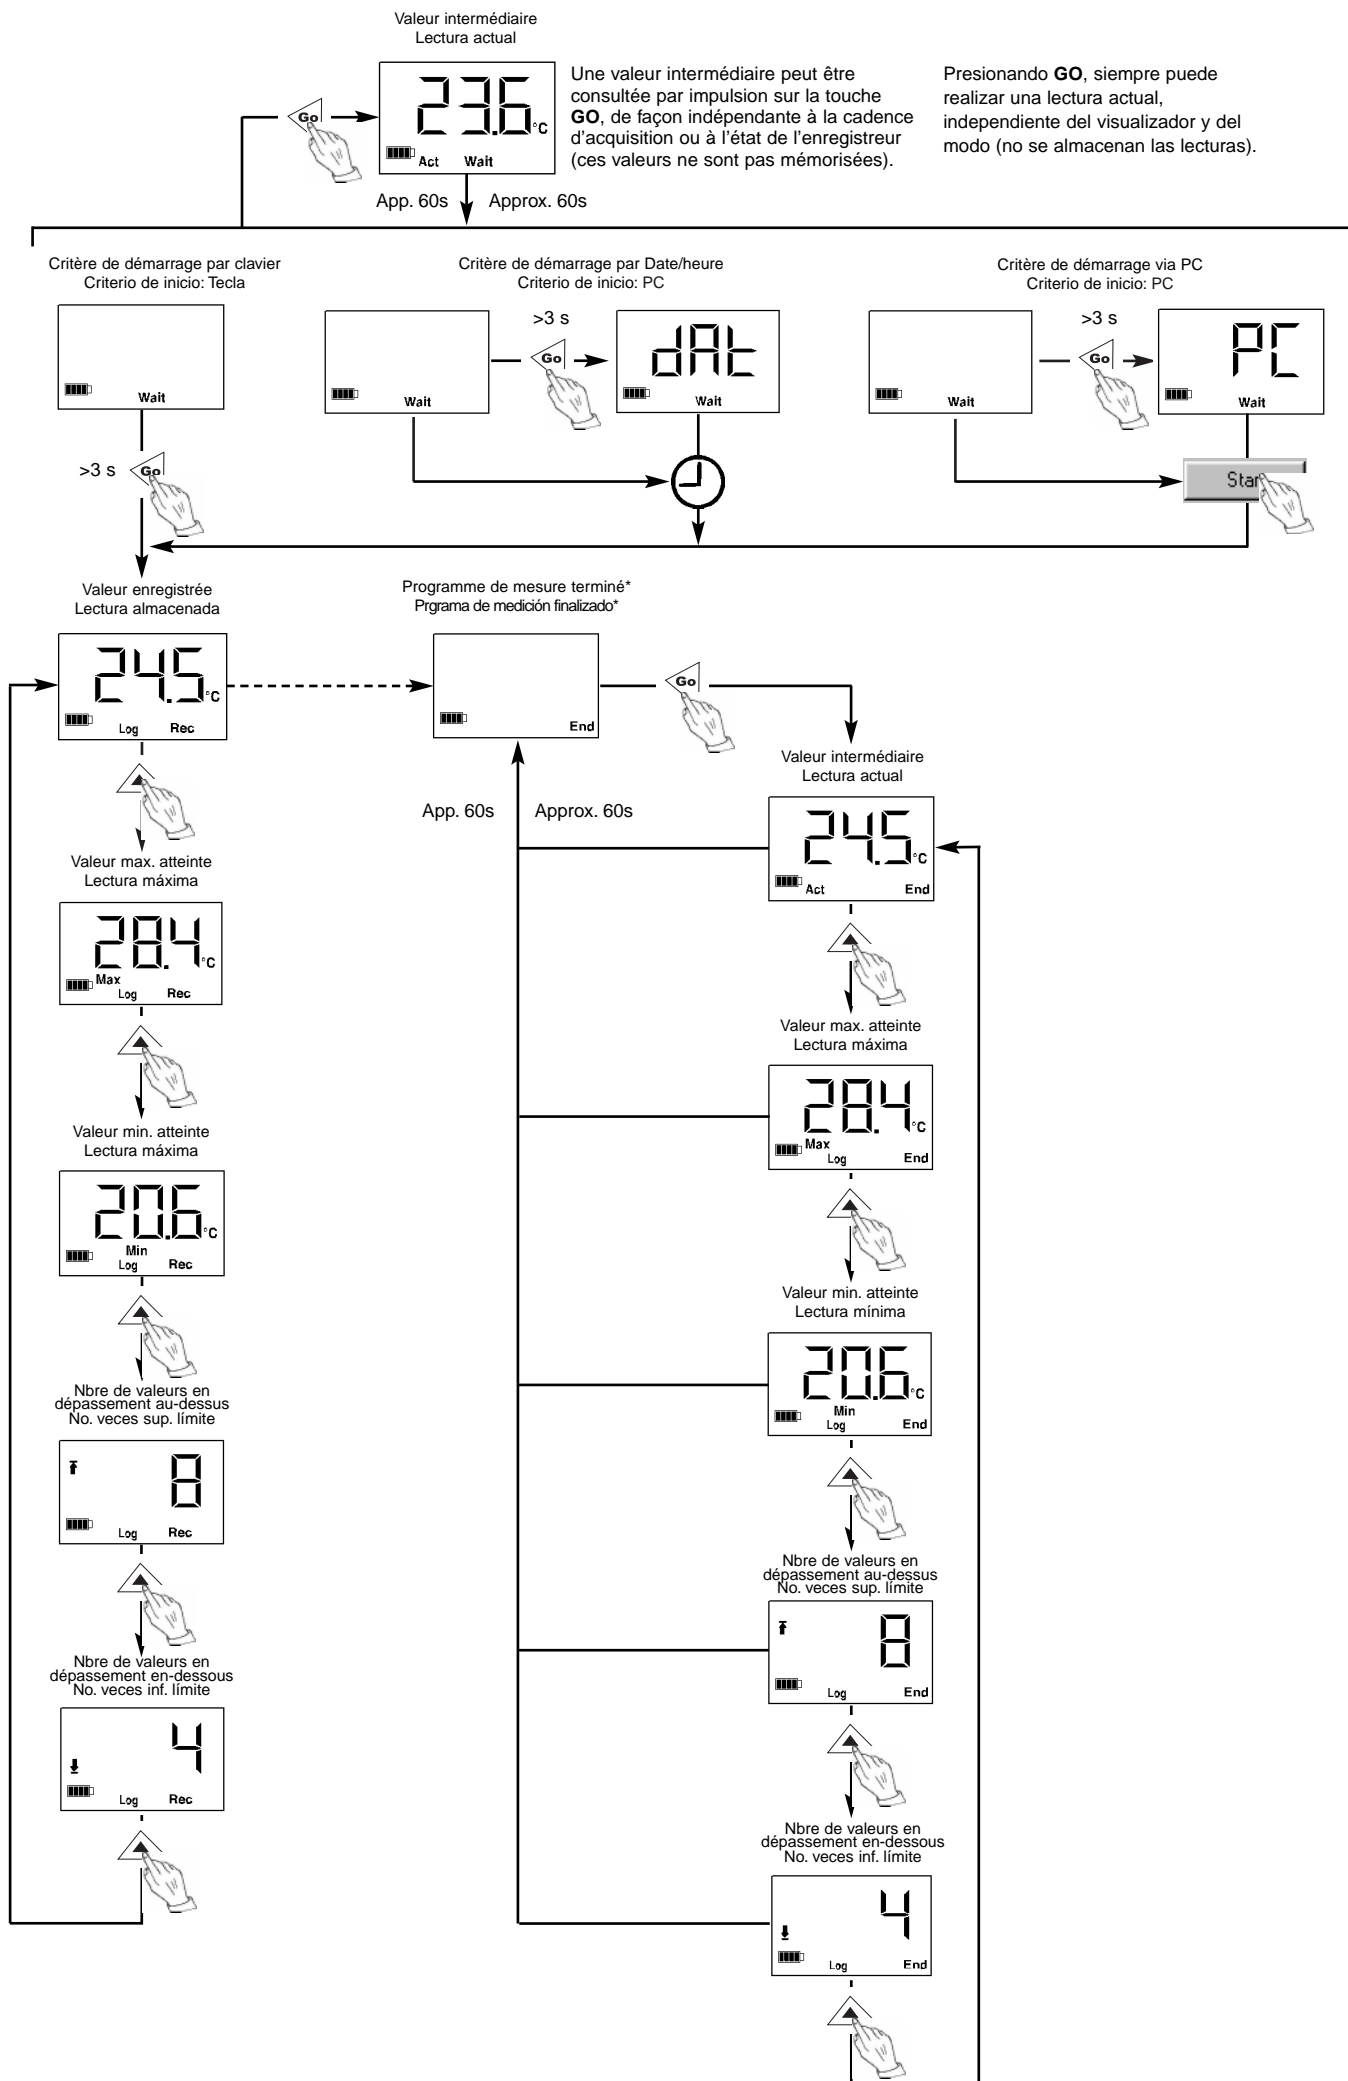 Valeur intermédiaire
Lectura actual
23.6 °C
Act Wait
Go
Une valeur intermédiaire peut être
consultée par impulsion sur la touche
GO, de façon indépendante à la cadence
d'acquisition ou à l'état de l'enregistreur
(ces valeurs ne sont pas mémorisées).
Presionando GO, siempre puede
realizar una lectura actual,
independiente del visualizador y del
modo (no se almacenan las lecturas).
App. 60s Approx. 60s
Critère de démarrage par clavier
Criterio de inicio: Tecla
Wait
>3 s Go
Critère de démarrage par Date/heure
Criterio de inicio: PC
Wait
>3 s
Go
dAt
Wait
Critère de démarrage via PC
Criterio de inicio: PC
Wait
>3 s
Go
PC
Wait
Star
Valeur enregistrée
Lectura almacenada
24.5 °C
Log Rec
Programme de mesure terminé*
Prgrama de medición finalizado*
End
Go
Valeur max. atteinte
Lectura máxima
28.4 °C
Max
Log Rec
Valeur min. atteinte
Lectura máxima
20.6 °C
Min
Log Rec
Nbre de valeurs en
dépassement au-dessus
No. veces sup. límite
8
Log Rec
Nbre de valeurs en
dépassement en-dessous
No. veces inf. límite
4
Log Rec
App. 60s Approx. 60s
Valeur intermédiaire
Lectura actual
24.5 °C
Act End
Valeur max. atteinte
Lectura máxima
28.4 °C
Max
Log End
Valeur min. atteinte
Lectura mínima
20.6 °C
Min
Log End
Nbre de valeurs en
dépassement au-dessus
No. veces sup. límite
8
Log End
Nbre de valeurs en
dépassement en-dessous
No. veces inf. límite
4
Log End